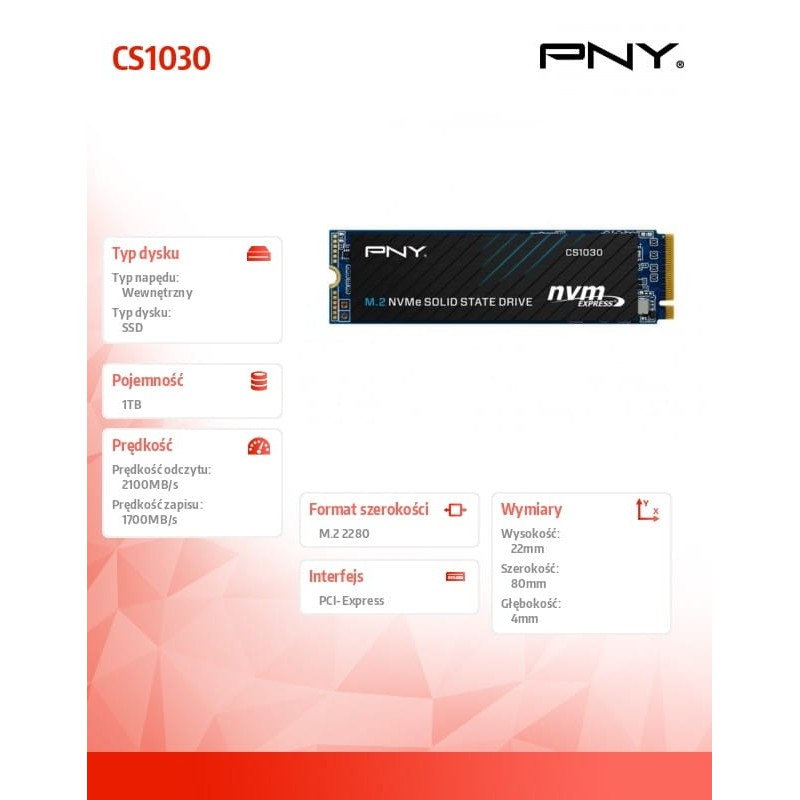 CS1030
PNY®
PNY.
CS1030
M.2 NVMe SOLID STATE DRIVE
nvm
EXPRESS
Typ dysku
Typ napędu:
Wewnętrzny
Typ dysku:
SSD
Pojemność
1TB
Prędkość
Prędkość odczytu:
2100MB/s
Prędkość zapisu:
1700MB/s
Format szerokości
M.2 2280
Interfejs
PCI-Express
Wymiary
Y
X
Wysokość:
22mm
Szerokość:
80mm
Głębokość:
4mm